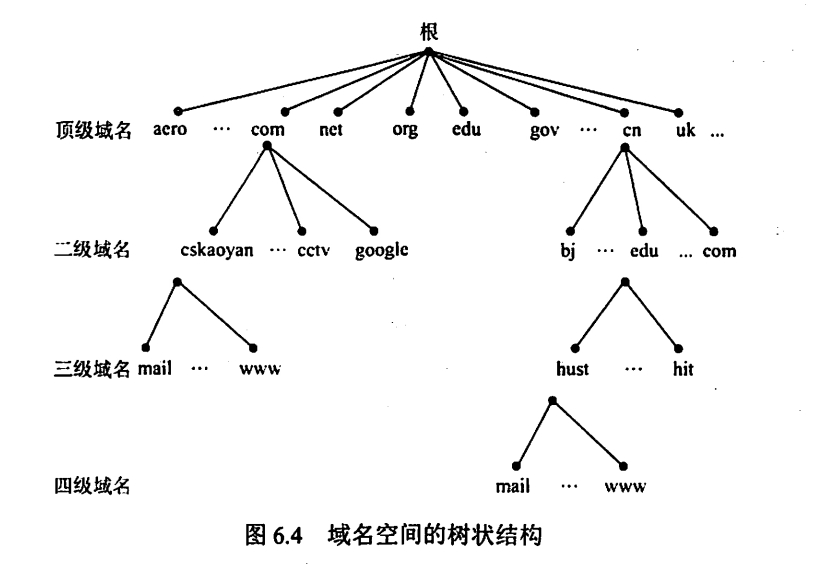 根
顶级域名 aero … com net org edu gov … cn uk ...
二级域名 cskaoyan … cctv google bj … edu ... com
三级域名 mail … www hust … hit
四级域名 mail … www
图 6.4 域名空间的树状结构